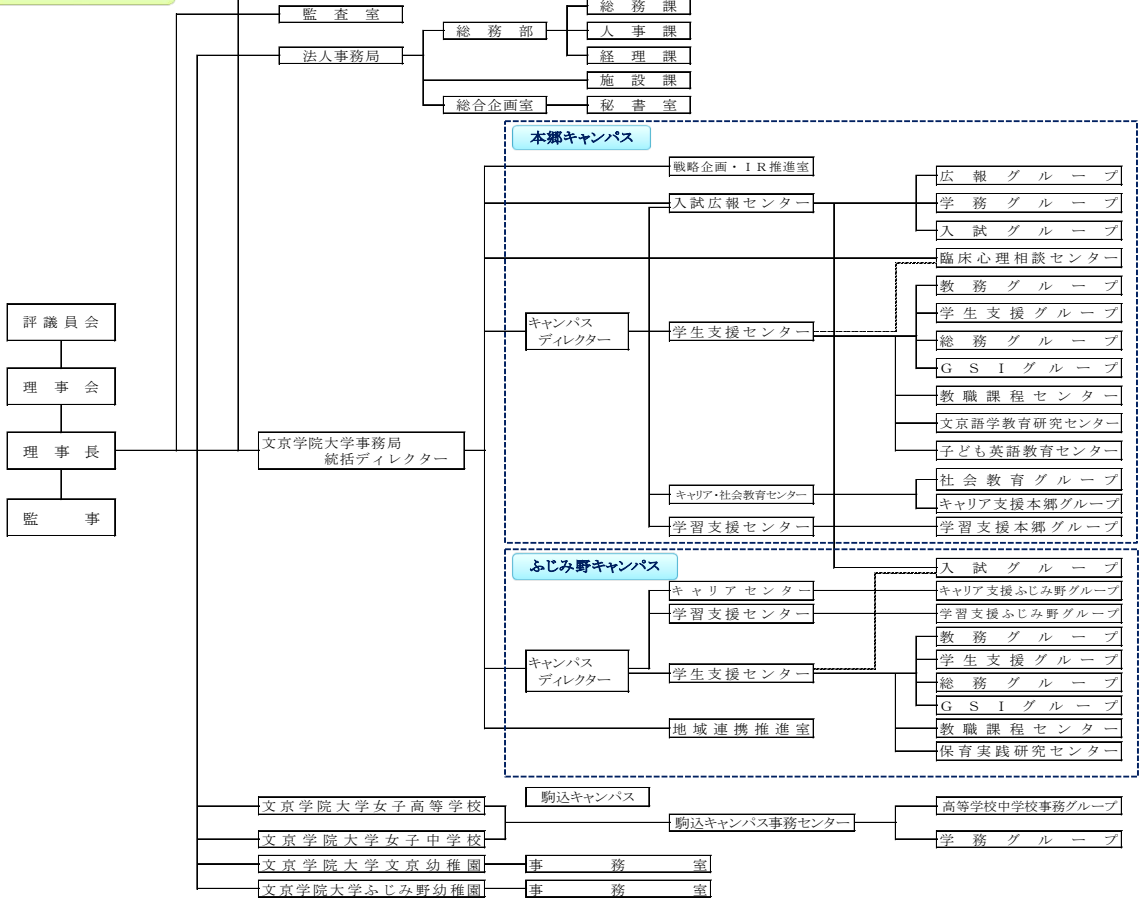 監査室
総務課
総務部
人事課
法人事務局
経理課
施設課
総合企画室
秘書室
本郷キャンパス
戦略企画・ＩＲ推進室
広報グループ
入試広報センター
学務グループ
入試グループ
臨床心理相談センター
教務グループ
評議員会
学生支援グループ
キャンパス
ディレクター
学生支援センター
総務グループ
ＧＳＩグループ
理事会
教職課程センター
文京語学教育研究センター
理事長
文京学院大学事務局
統括ディレクター
子ども英語教育センター
社会教育グループ
キャリア・社会教育センター
キャリア支援本郷グループ
監事
学習支援センター
学習支援本郷グループ
ふじみ野キャンパス
入試グループ
キャリアセンター
キャリア支援ふじみ野グループ
学習支援センター
学習支援ふじみ野グループ
教務グループ
キャンパス
ディレクター
学生支援センター
学生支援グループ
総務グループ
ＧＳＩグループ
地域連携推進室
教職課程センター
保育実践研究センター
駒込キャンパス
文京学院大学女子高等学校
高等学校中学校事務グループ
駒込キャンパス事務センター
文京学院大学女子中学校
学務グループ
文京学院大学文京幼稚園
事務室
文京学院大学ふじみ野幼稚園
事務室